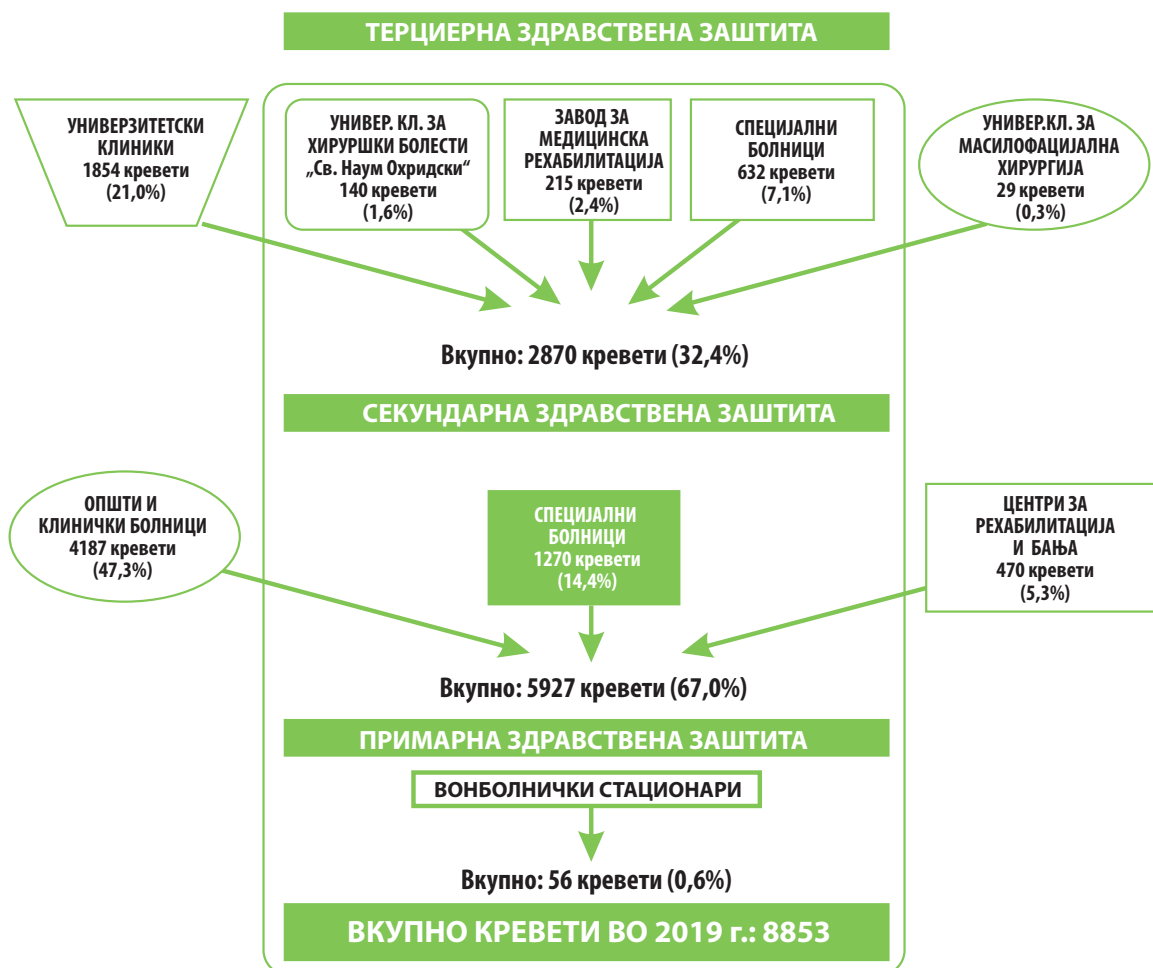 ТЕРЦИЕРНА ЗДРАВСТВЕНА ЗАШТИТА
УНИВЕРЗИТЕТСКИ
КЛИНИКИ
1854 кревети
(21,0%)
УНИВЕР. КЛ. ЗА
ХИРУРШКИ БОЛЕСТИ
„Св. Наум Охридски“
140 кревети
(1,6%)
ЗАВОД ЗА
МЕДИЦИНСКА
РЕХАБИЛИТАЦИЈА
215 кревети
(2,4%)
СПЕЦИЈАЛНИ
БОЛНИЦИ
632 кревети
(7,1%)
УНИВЕР.КЛ. ЗА
МАСИЛОФАЦИЈАЛНА
ХИРУРГИЈА
29 кревети
(0,3%)
Вкупно: 2870 кревети (32,4%)
СЕКУНДАРНА ЗДРАВСТВЕНА ЗАШТИТА
ОПШТИ И
КЛИНИЧКИ БОЛНИЦИ
4187 кревети
(47,3%)
СПЕЦИЈАЛНИ
БОЛНИЦИ
1270 кревети
(14,4%)
ЦЕНТРИ ЗА
РЕХАБИЛИТАЦИЈА
И БАЊА
470 кревети
(5,3%)
Вкупно: 5927 кревети (67,0%)
ПРИМАРНА ЗДРАВСТВЕНА ЗАШТИТА
ВОНБОЛНИЧКИ СТАЦИОНАРИ
Вкупно: 56 кревети (0,6%)
ВКУПНО КРЕВЕТИ ВО 2019 г.: 8853